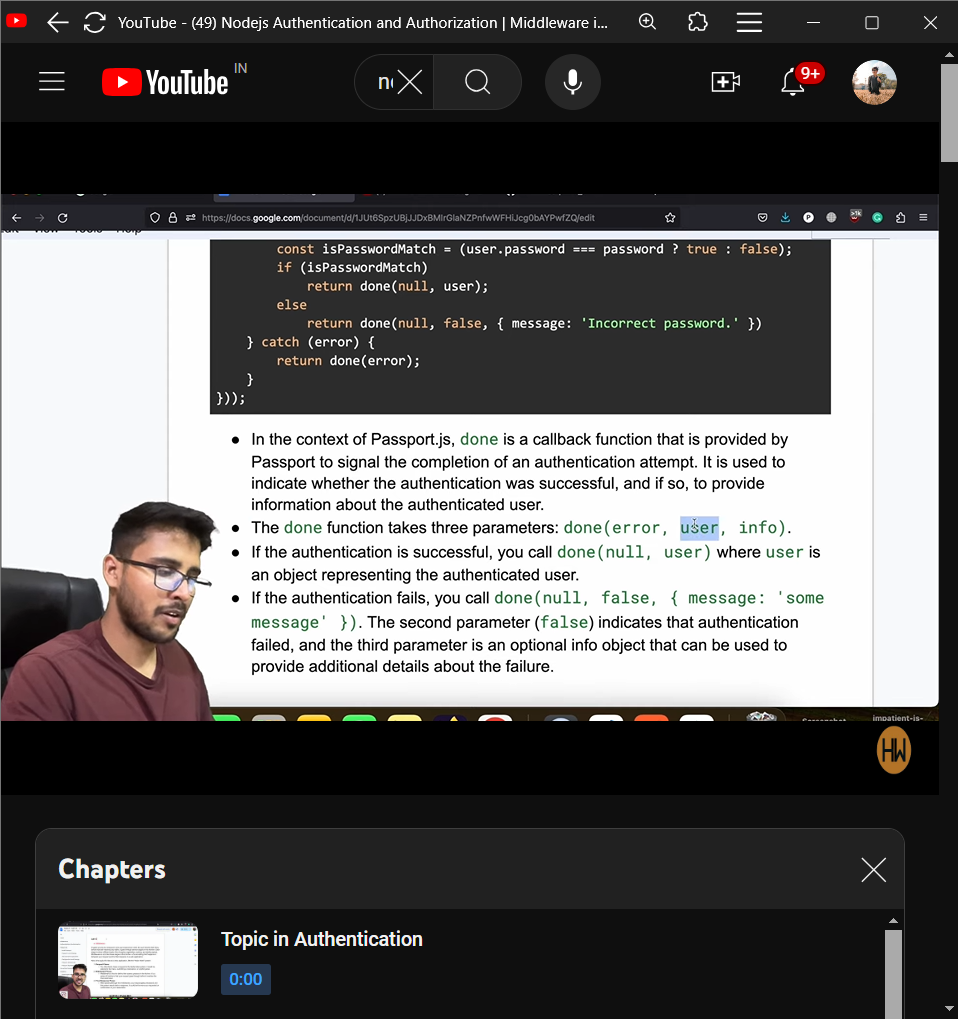 YouTube - (49) Nodejs Authentication and Authorization | Middleware i...
YouTube IN
9+
https://docs.google.com/document/d/1JUt6SpzUBjJJDxBMlrGlaNZPnfwWFHiJcg0bAYPwfZQ/edit
View Tools Help
const isPasswordMatch = (user.password === password ? true : false);
if (isPasswordMatch)
return done(null, user);
else
return done(null, false, { message: 'Incorrect password.' })
} catch (error) {
return done(error);
}
}));
● In the context of Passport.js, done is a callback function that is provided by
Passport to signal the completion of an authentication attempt. It is used to
indicate whether the authentication was successful, and if so, to provide
information about the authenticated user.
● The done function takes three parameters: done(error, user, info).
● If the authentication is successful, you call done(null, user) where user is
an object representing the authenticated user.
● If the authentication fails, you call done(null, false, { message: 'some
message' }). The second parameter (false) indicates that authentication
failed, and the third parameter is an optional info object that can be used to
provide additional details about the failure.
Screenshot
impatient-is-
HW
Chapters
Topic in Authentication
0:00